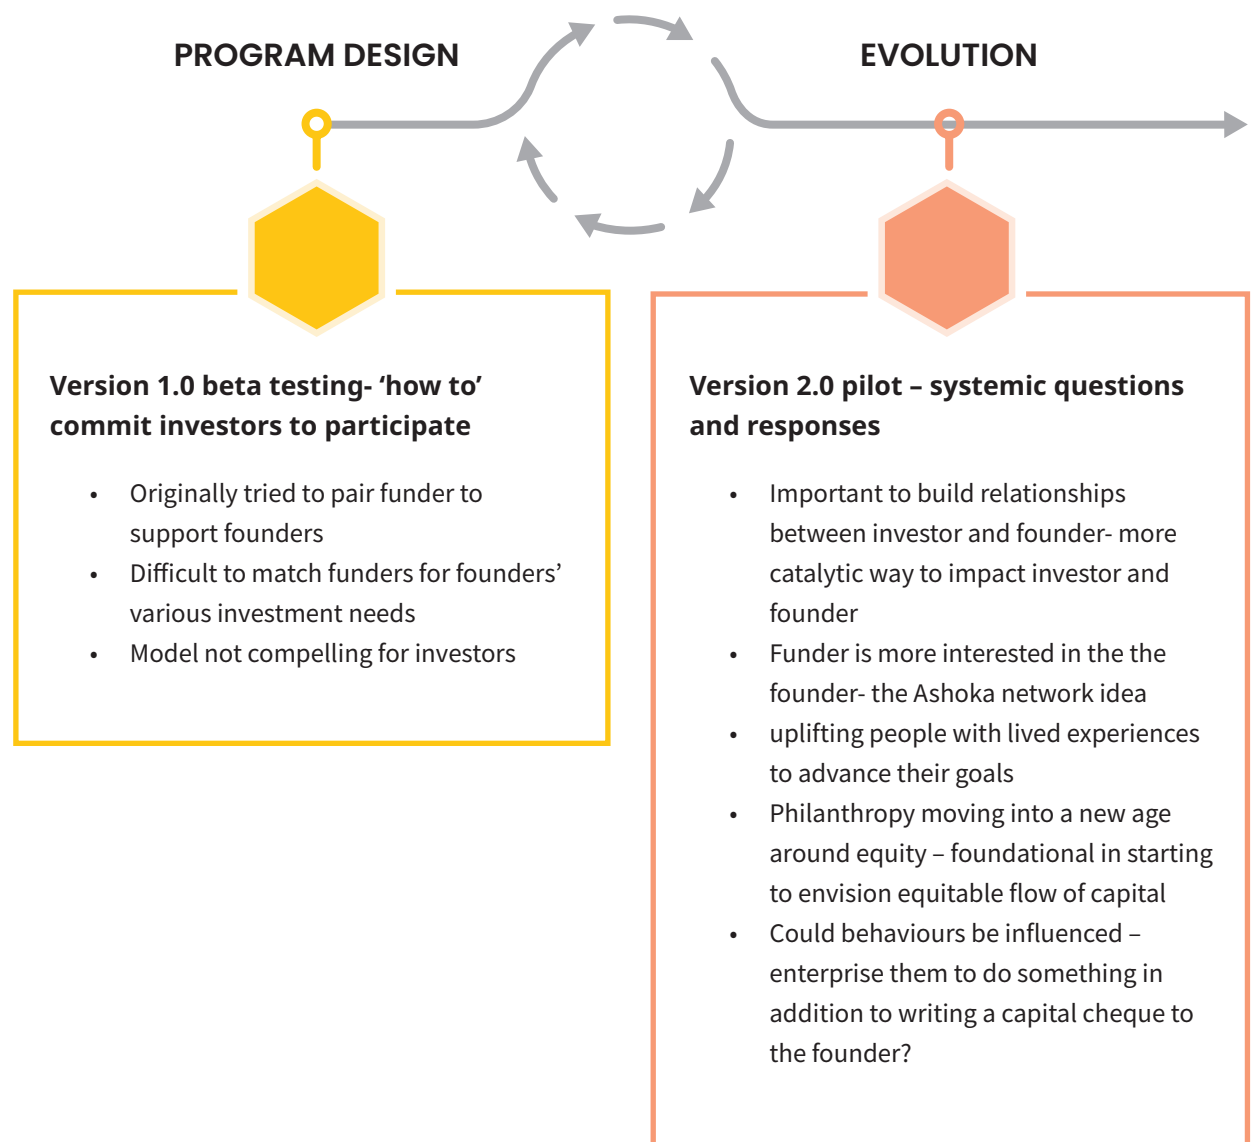 PROGRAM DESIGN
EVOLUTION
Version 1.0 beta testing- ‘how to’
commit investors to participate
• Originally tried to pair funder to
support founders
• Difficult to match funders for founders’
various investment needs
• Model not compelling for investors
Version 2.0 pilot – systemic questions
and responses
• Important to build relationships
between investor and founder- more
catalytic way to impact investor and
founder
• Funder is more interested in the the
founder- the Ashoka network idea
• uplifting people with lived experiences
to advance their goals
• Philanthropy moving into a new age
around equity – foundational in starting
to envision equitable flow of capital
• Could behaviours be influenced –
enterprise them to do something in
addition to writing a capital cheque to
the founder?